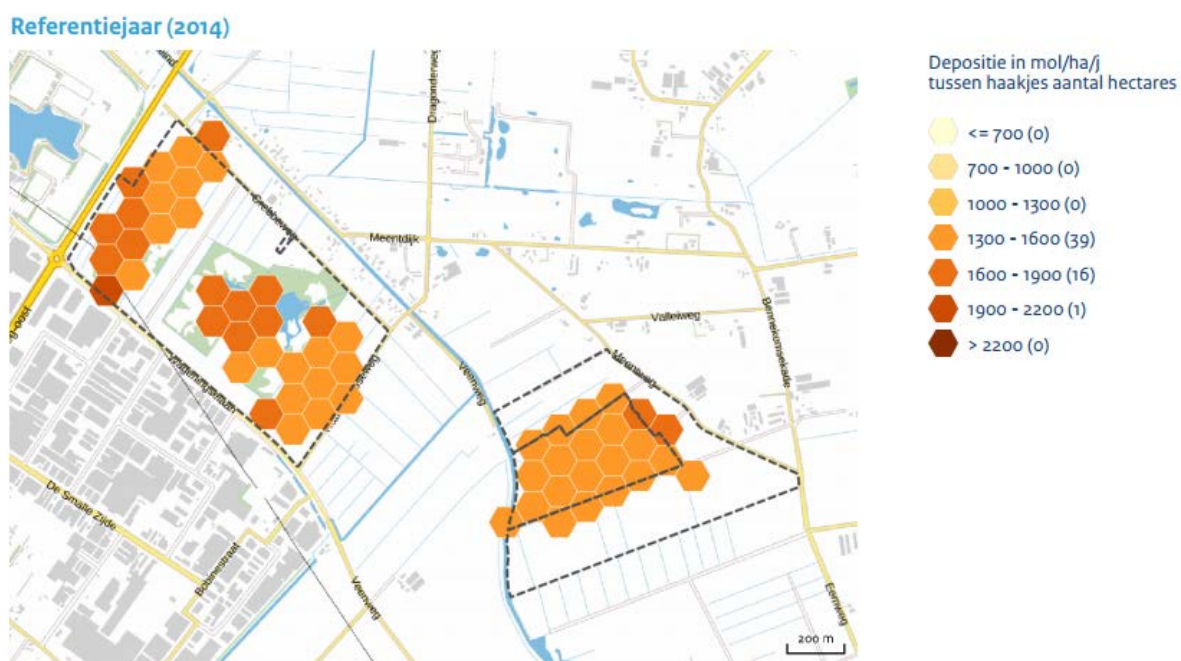 Referentiejaar (2014)
Depositie in mol/ha/j
tussen haakjes aantal hectares
<= 700 (0)
700 - 1000 (0)
1000 - 1300 (0)
1300 - 1600 (39)
1600 - 1900 (16)
1900 - 2200 (1)
> 2200 (0)
Dragonderweg
Meentdijk
Valleiweg
Bennekomsekade
Meentweg
Veenweg
De Smalle Zijde
Bobinestraat
Veenweg
Eemweg
200 m